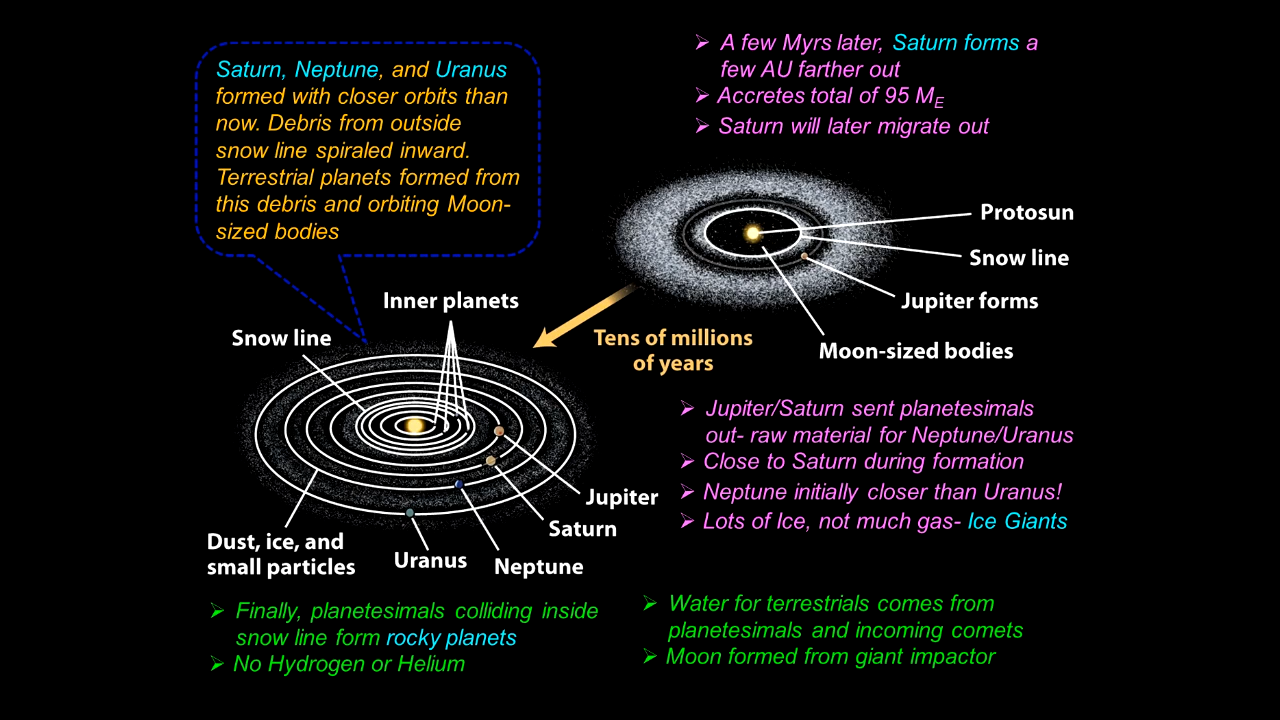 Saturn, Neptune, and Uranus
formed with closer orbits than
now. Debris from outside
snow line spiraled inward.
Terrestrial planets formed from
this debris and orbiting Moon-
sized bodies
➢ A few Myrs later, Saturn forms a
few AU farther out
➢ Accretes total of 95 M_E
➢ Saturn will later migrate out
Protosun
Snow line
Jupiter forms
Moon-sized bodies
Tens of millions
of years
Inner planets
Snow line
Jupiter
Saturn
Neptune
Uranus
Dust, ice, and
small particles
➢ Jupiter/Saturn sent planetesimals
out- raw material for Neptune/Uranus
➢ Close to Saturn during formation
➢ Neptune initially closer than Uranus!
➢ Lots of Ice, not much gas- Ice Giants
➢ Finally, planetesimals colliding inside
snow line form rocky planets
➢ No Hydrogen or Helium
➢ Water for terrestrials comes from
planetesimals and incoming comets
➢ Moon formed from giant impactor